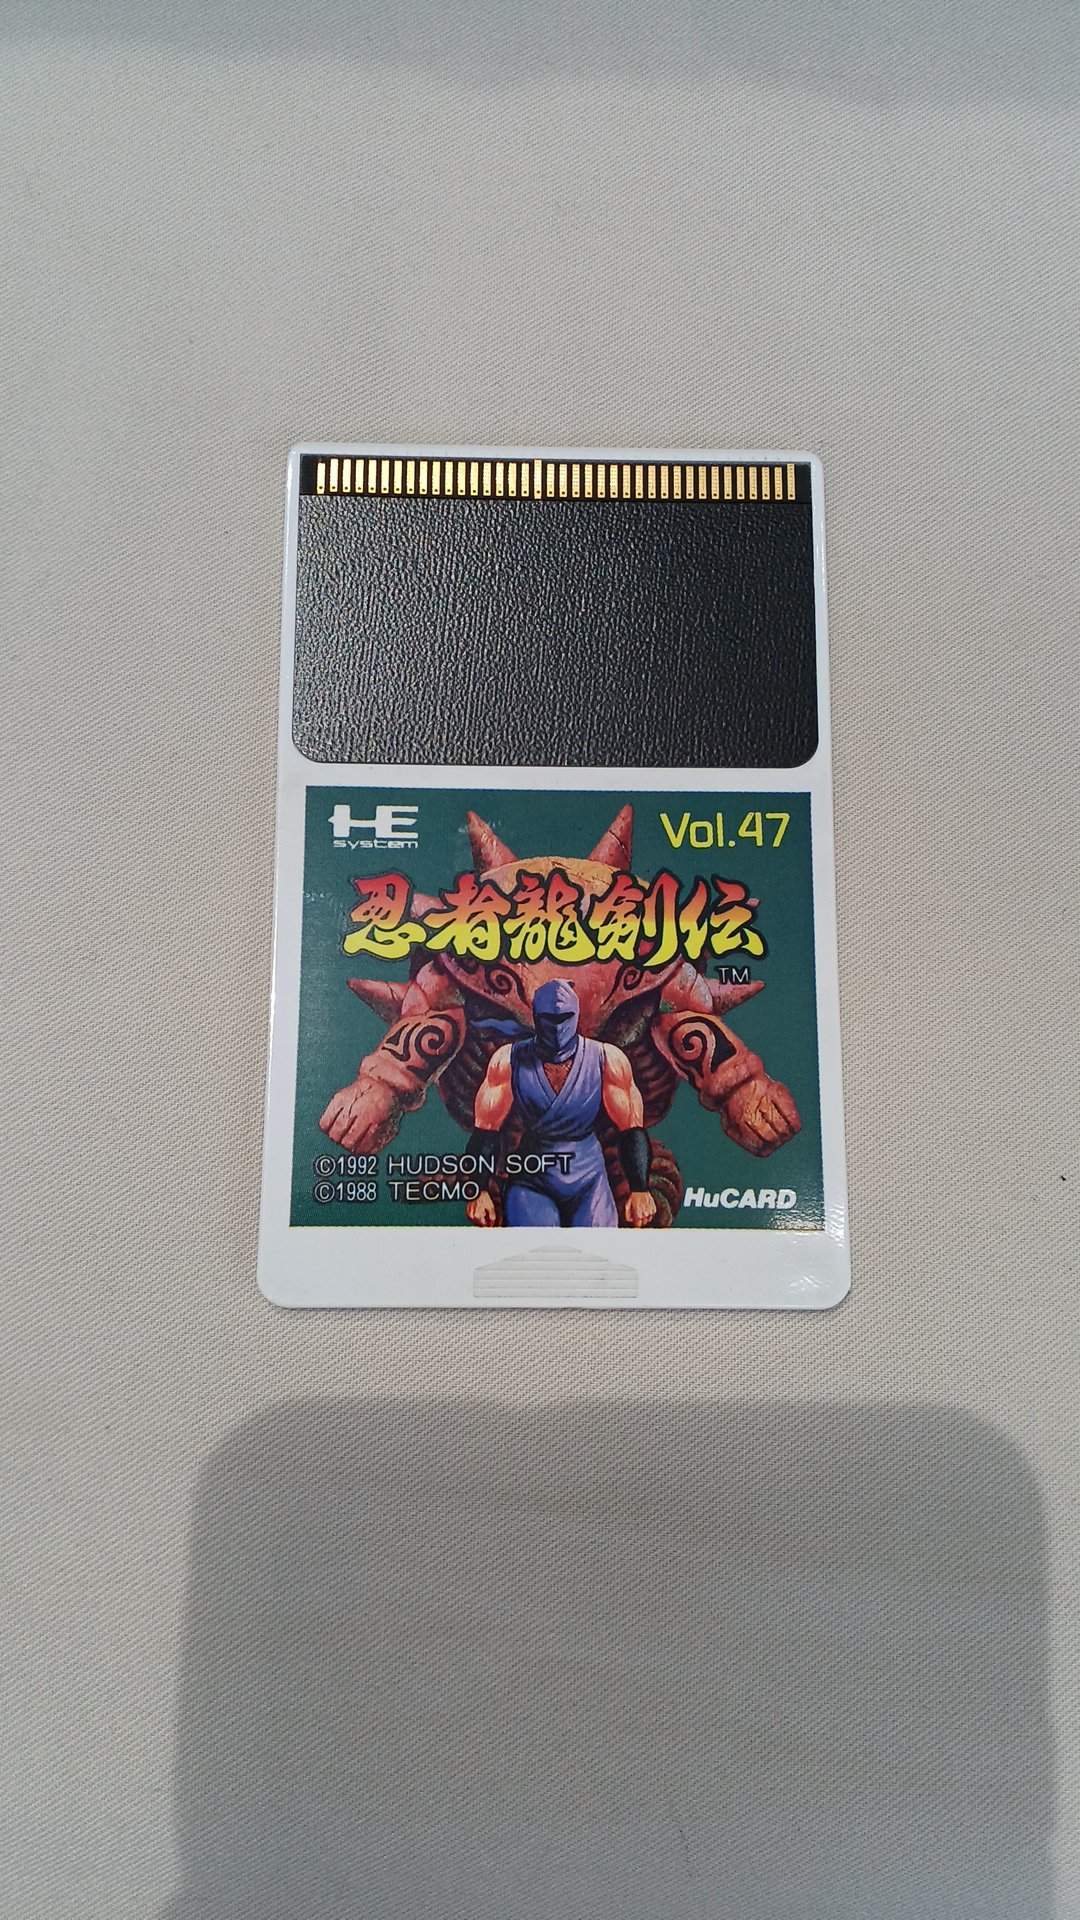 HE
system
Vol.47
忍者龍剣伝
TM
©1992 HUDSON SOFT
©1988 TECMO
HuCARD